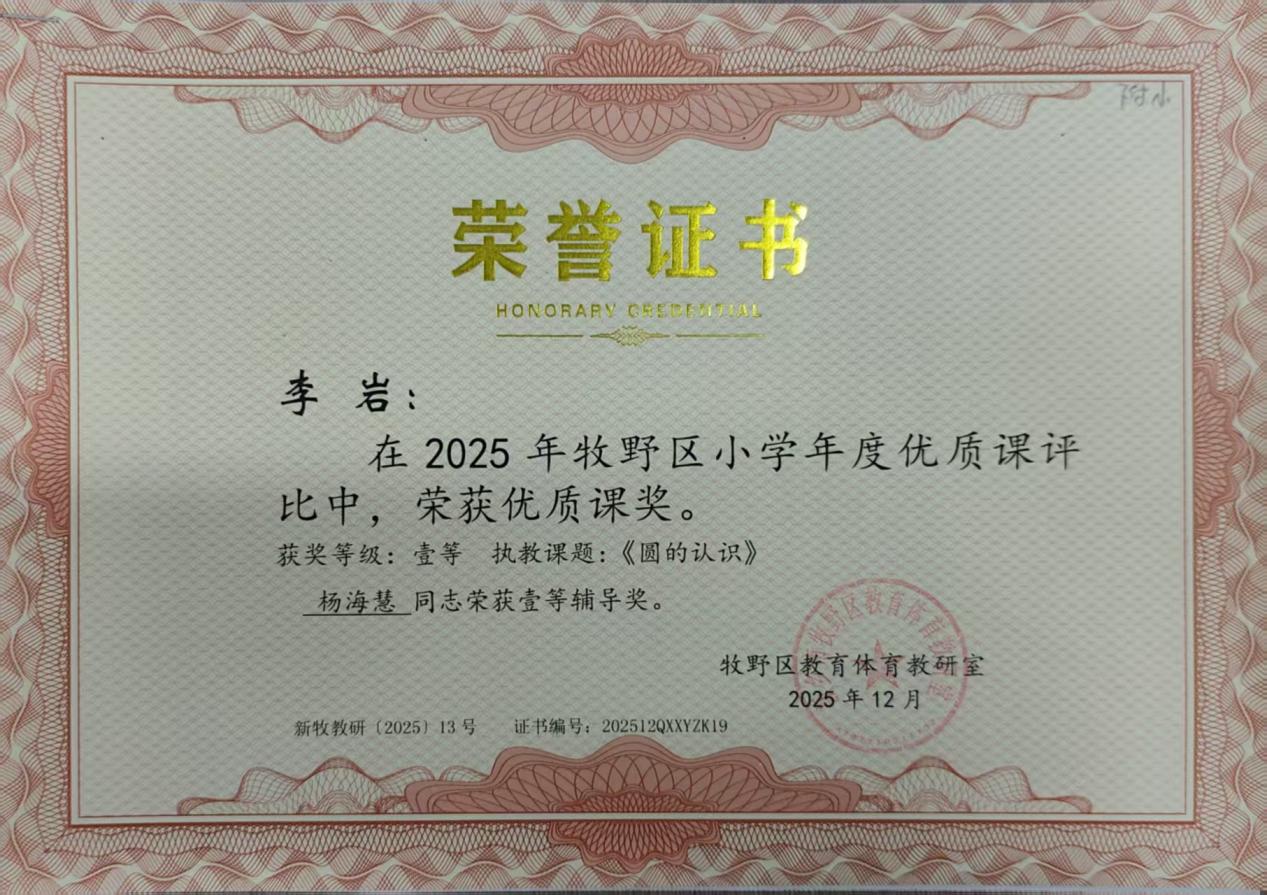 附小
荣誉证书
HONORARY CREDENTIAL
李 岩：
在 2025 年牧野区小学年度优质课评
比中，荣获优质课奖。
获奖等级：壹等 执教课题：《圆的认识》
杨海慧 同志荣获壹等辅导奖。
牧野区教育体育教研室
2025 年 12 月
新牧教研〔2025〕13 号 证书编号：202512QXXYZK19